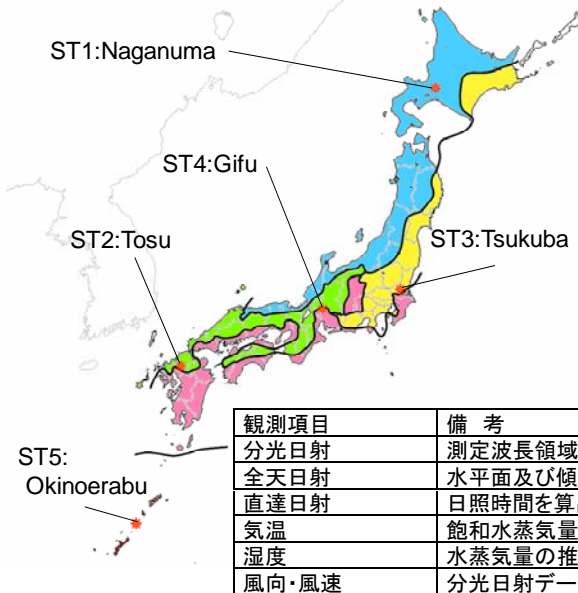 ST1:Naganuma
ST4:Gifu
ST2:Tosu
ST3:Tsukuba
ST5:
Okinoerabu
観測項目 備 考
分光日射 測定波長領域
全天日射 水平面及び傾
直達日射 日照時間を算
気温 飽和水蒸気量
湿度 水蒸気量の推
風向・風速 分光日射デー